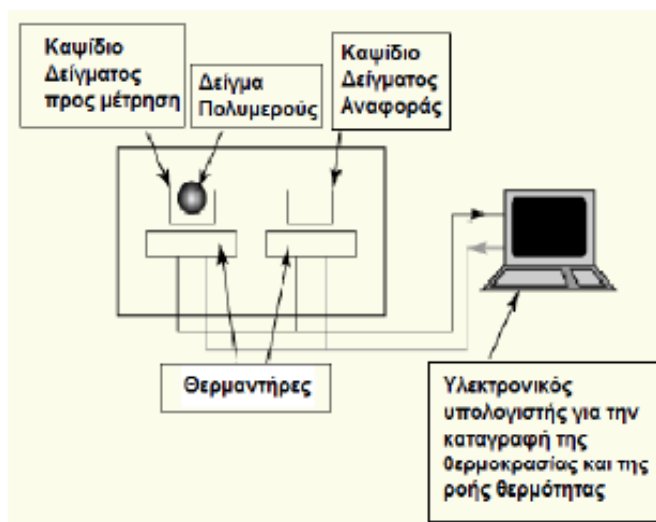 Καψίδιο
Δείγματος
προς μέτρηση
Δείγμα
Πολυμερούς
Καψίδιο
Δείγματος
Αναφοράς
Θερμαντήρες
Υλεκτρονικός
υπολογιστής για την
καταγραφή της
θερμοκρασίας και της
ροής θερμότητας